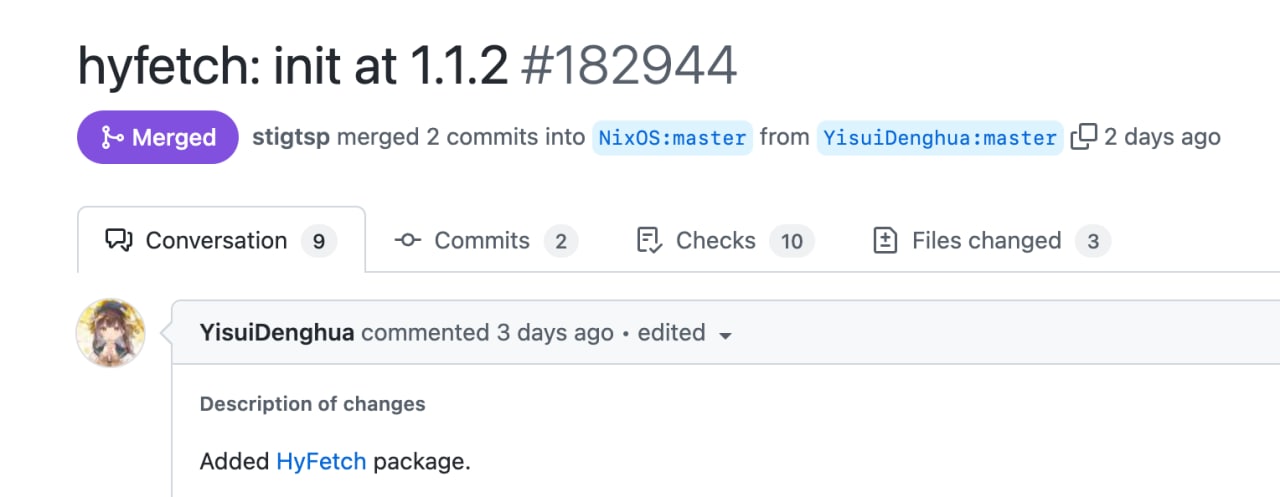 hyfetch: init at 1.1.2 #182944
Merged stigtsp merged 2 commits into NixOS:master from YisuiDenghua:master 2 days ago
Conversation 9 Commits 2 Checks 10 Files changed 3
YisuiDenghua commented 3 days ago • edited
Description of changes
Added HyFetch package.